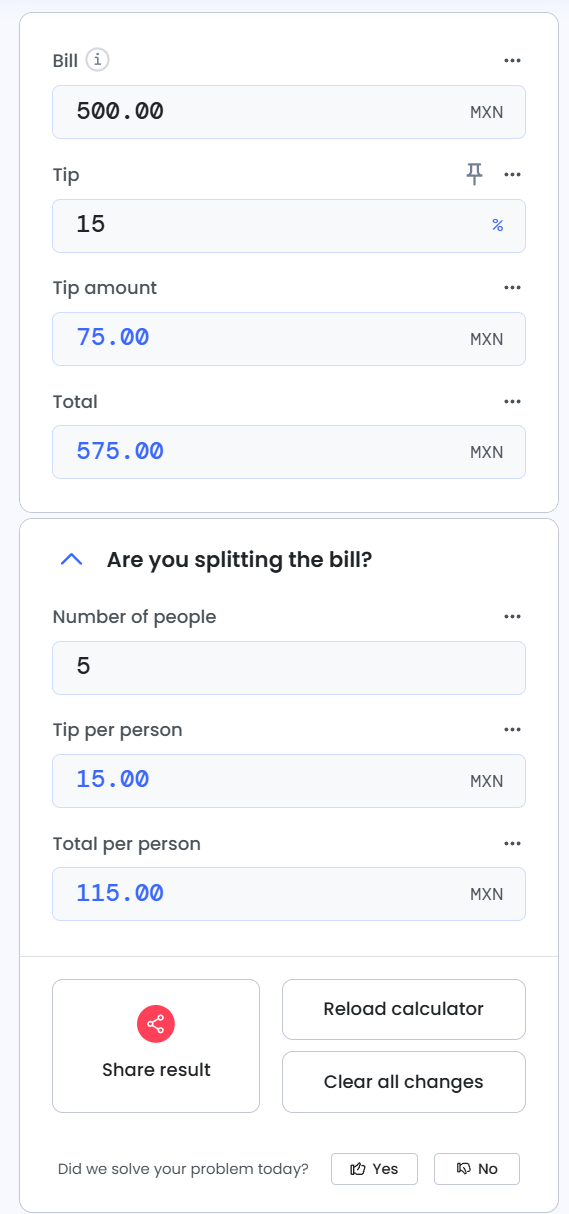 Bill
500.00 MXN
Tip
15 %
Tip amount
75.00 MXN
Total
575.00 MXN
Are you splitting the bill?
Number of people
5
Tip per person
15.00 MXN
Total per person
115.00 MXN
Share result
Reload calculator
Clear all changes
Did we solve your problem today? Yes No